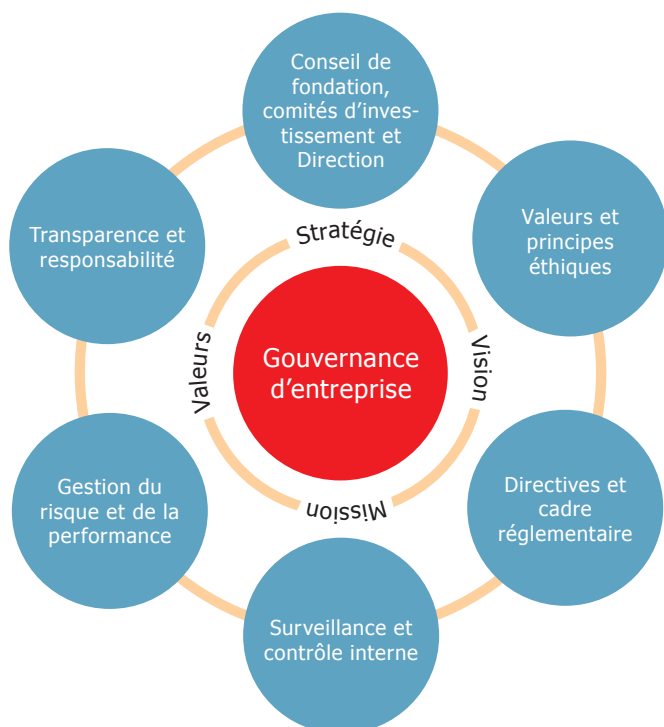 Conseil de
fondation,
comités d’inves-
tissement et
Direction
Transparence et
responsabilité
Valeurs et
principes
éthiques
Stratégie
Valeurs
Vision
Gouvernance
d’entreprise
Mission
Gestion du
risque et de la
performance
Directives et
cadre
réglementaire
Surveillance et
contrôle interne